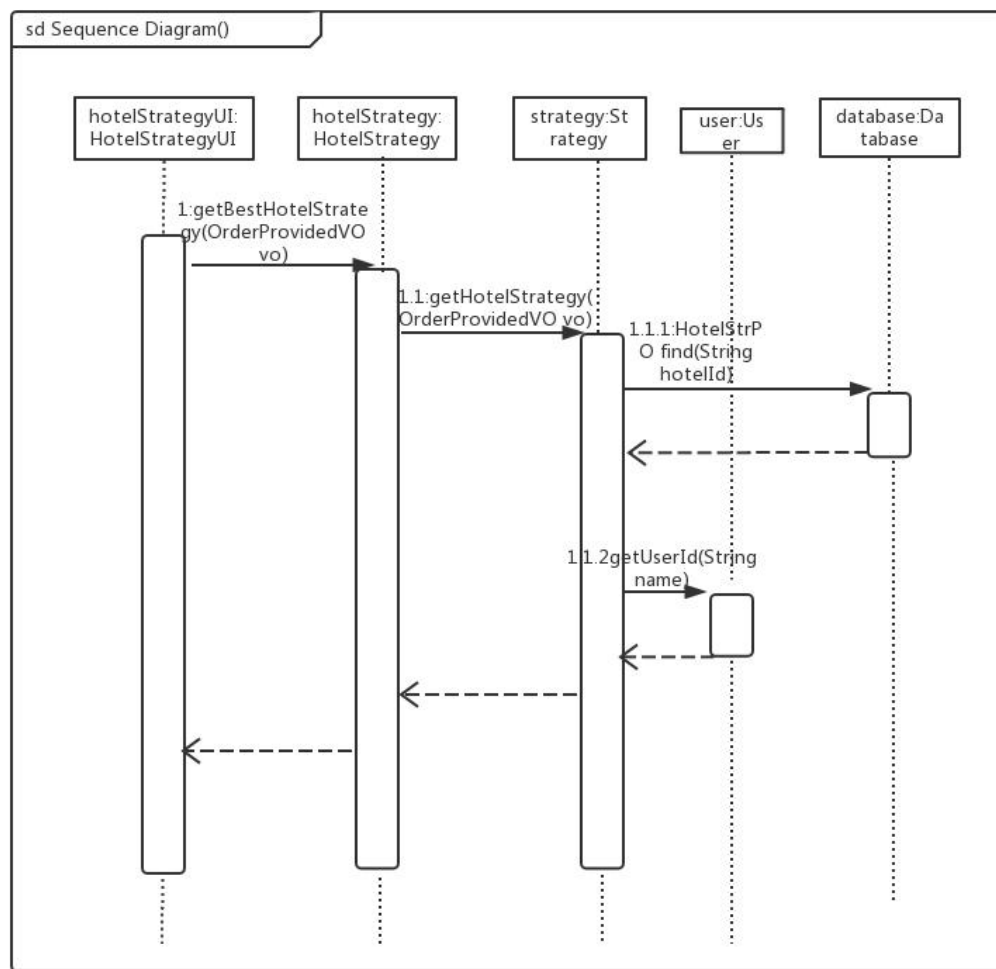 sd Sequence Diagram()
hotelStrategyUI:
HotelStrategyUI
hotelStrategy:
HotelStrategy
strategy:St
rategy
user:Us
er
database:Da
tabase
1:getBestHotelStrate
gy(OrderProvidedVO
vo)
1.1:getHotelStrategy(
OrderProvidedVO vo)
1.1.1:HotelStrP
O find(String
hotelId)
1.1.2getUserId(String
name)